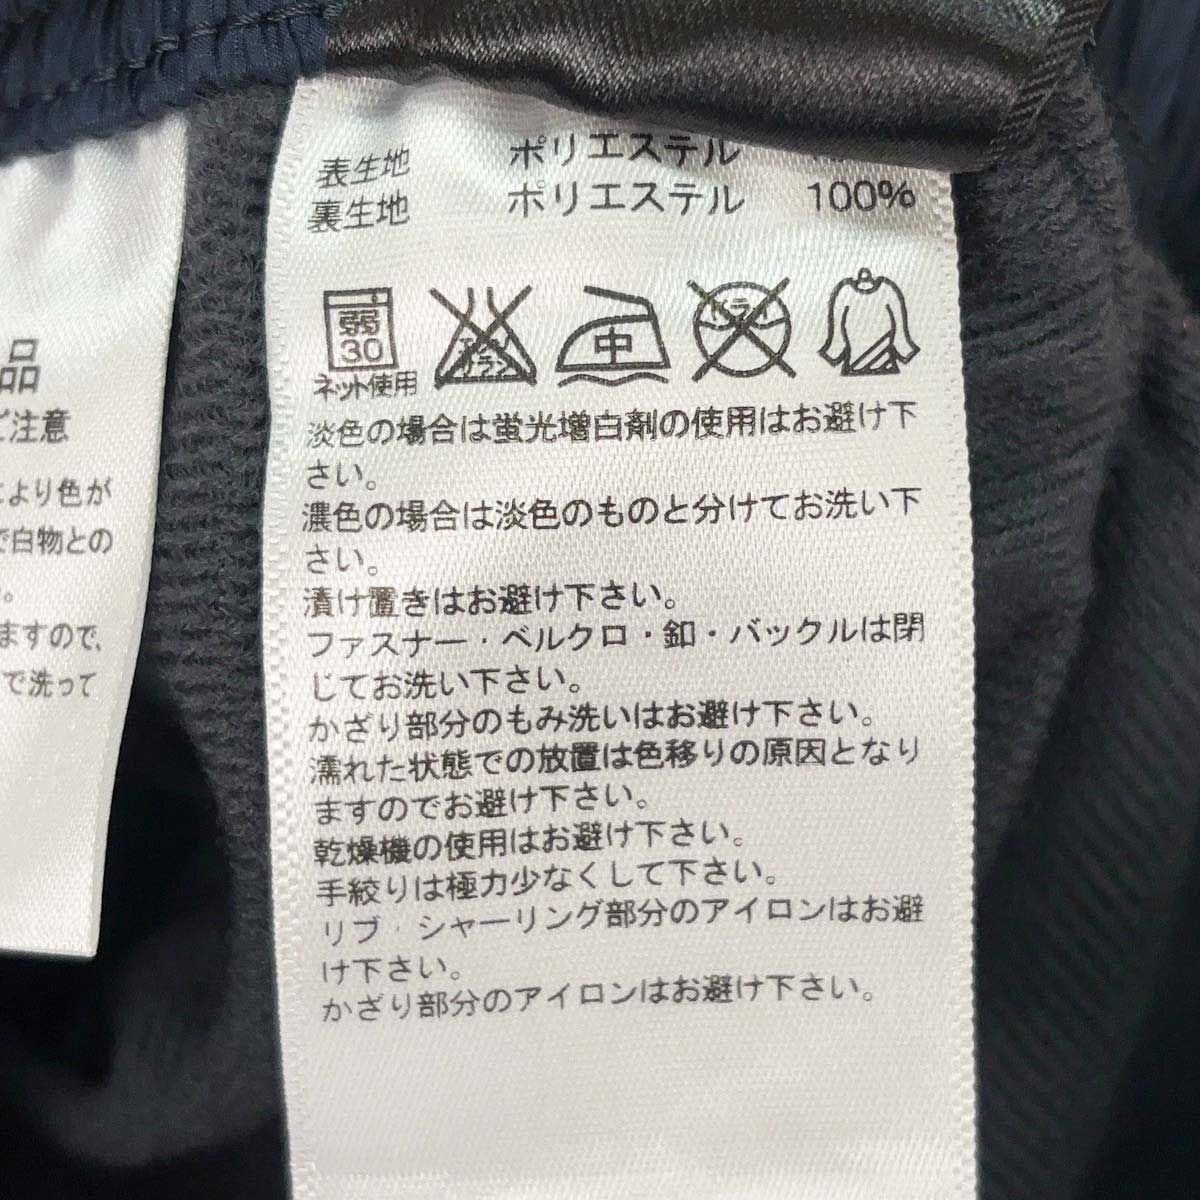 表生地 ポリエステル
裏生地 ポリエステル 100%
弱
30
エンソ
サラシ
中
ドライ
ネット使用
淡色の場合は蛍光増白剤の使用はお避け下
さい。
濃色の場合は淡色のものと分けてお洗い下
さい。
漬け置きはお避け下さい。
ファスナー・ベルクロ・釦・バックルは閉
じてお洗い下さい。
かざり部分のもみ洗いはお避け下さい。
濡れた状態での放置は色移りの原因となり
ますのでお避け下さい。
乾燥機の使用はお避け下さい。
手絞りは極力少なくして下さい。
リブ・シャーリング部分のアイロンはお避
け下さい。
かざり部分のアイロンはお避け下さい。
品
ご注意
により色が
で白物との
。
ますので、
で洗って